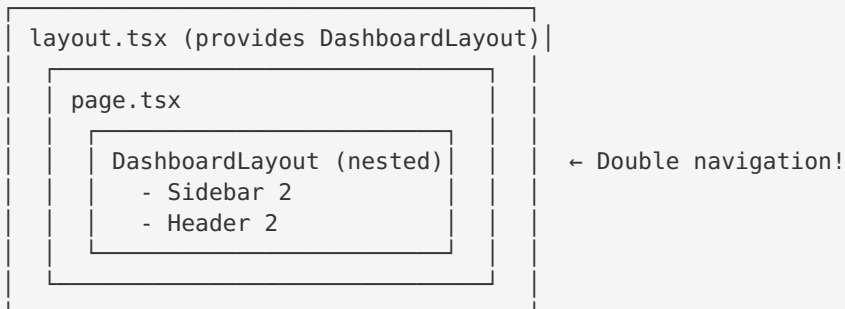 layout.tsx (provides DashboardLayout)
page.tsx
DashboardLayout (nested)
← Double navigation!
- Sidebar 2
- Header 2